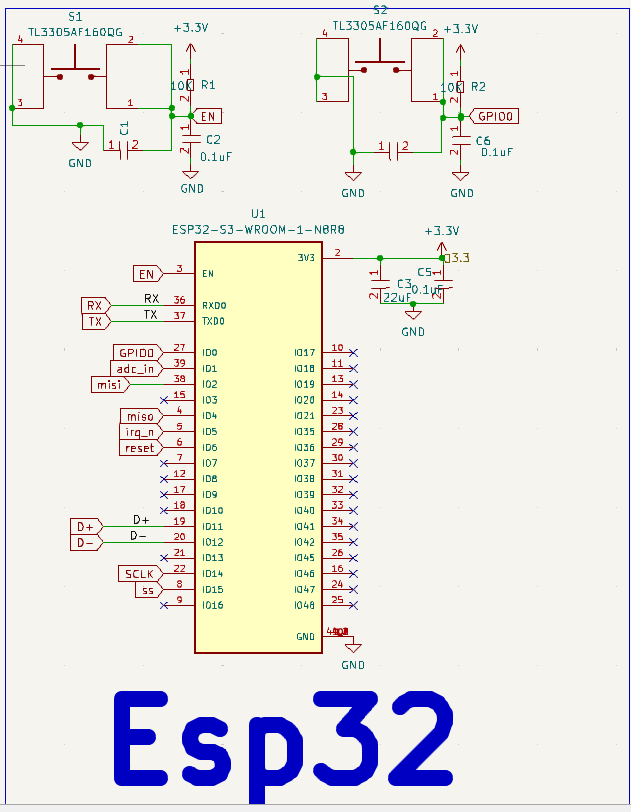 S1
TL3305AF160QG
+3.3V
4
2
3
1
10K
1
2
R1
EN
C1
1
2
1
2
C2
0.1uF
GND
GND
S2
TL3305AF160QG
+3.3V
4
2
3
1
10K
1
2
R2
GPIO0
1
2
1
2
C6
0.1uF
GND
GND
U1
ESP32-S3-WROOM-1-N8R8
EN 3 EN
RX RX 36 RXD0
TX TX 37 TXD0
GPIO0 27 IO0
adc_in 39 IO1
misi 38 IO2
15 IO3
miso 4 IO4
irq_n 5 IO5
reset 6 IO6
7 IO7
12 IO8
17 IO9
18 IO10
D+ D+ 19 IO11
D- D- 20 IO12
21 IO13
SCLK 22 IO14
ss 8 IO15
9 IO16
3V3 2
IO17 10
IO18 11
IO19 13
IO20 14
IO21 23
IO35 28
IO36 29
IO37 30
IO38 31
IO39 32
IO40 33
IO41 34
IO42 35
IO45 26
IO46 16
IO47 24
IO48 25
GND
GND
+3.3V
3.3
1
2
C3
22uF
C5
0.1uF
1
2
GND
Esp32